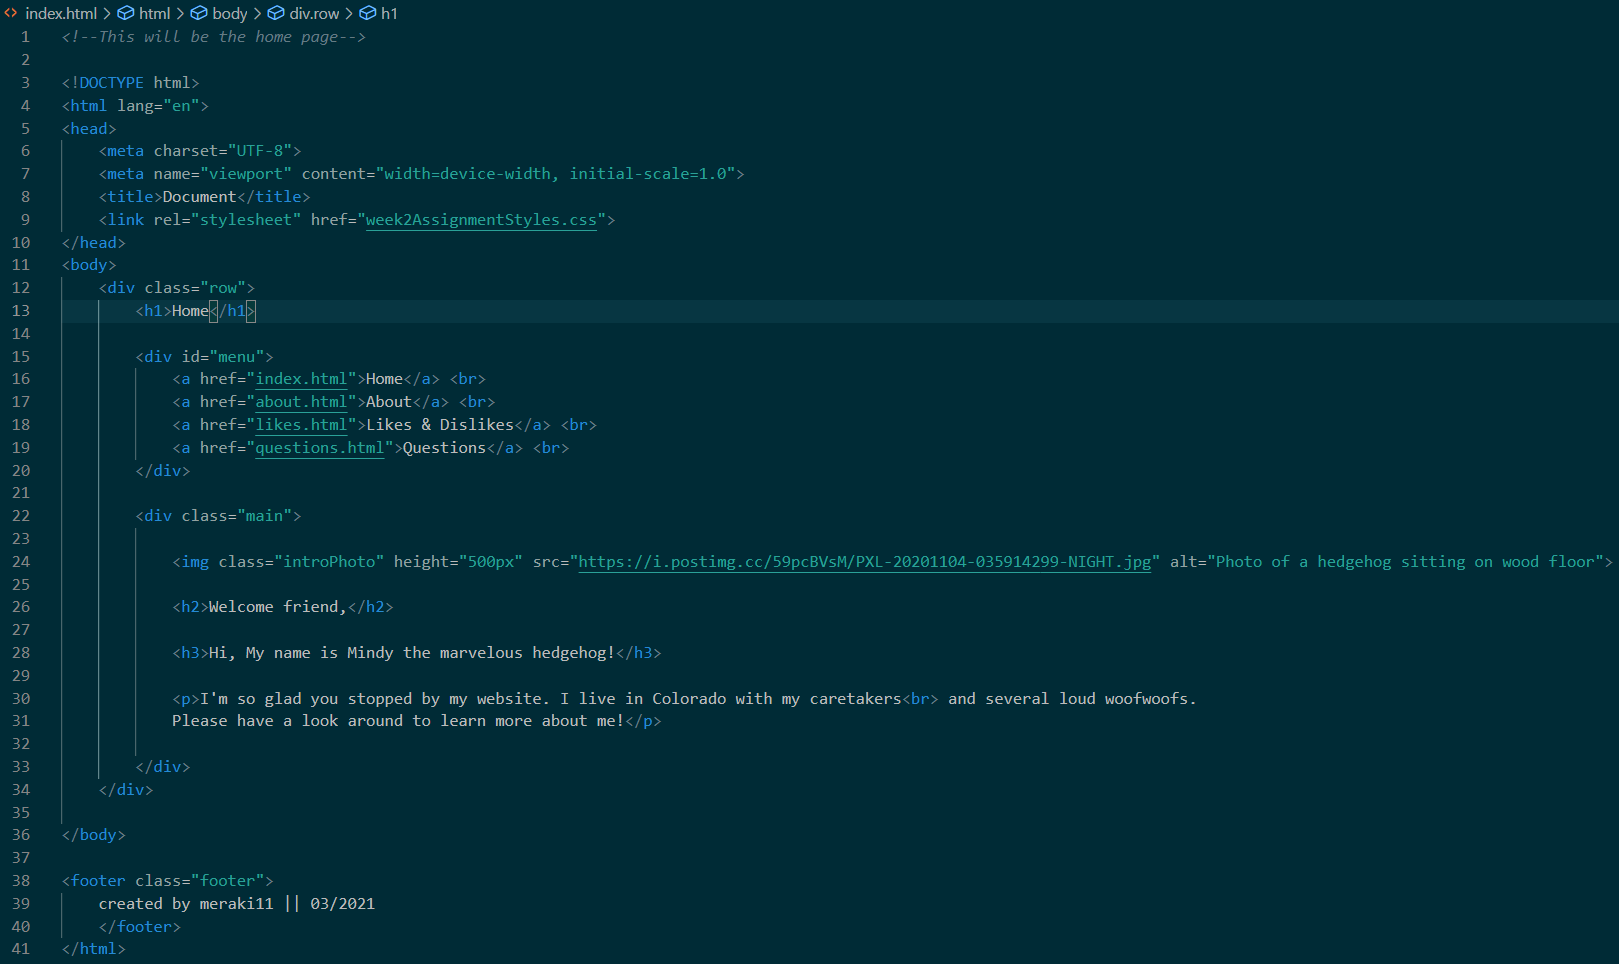 index.html > html > body > div.row > h1
1 <!--This will be the home page-->
2
3 <!DOCTYPE html>
4 <html lang="en">
5 <head>
6     <meta charset="UTF-8">
7     <meta name="viewport" content="width=device-width, initial-scale=1.0">
8     <title>Document</title>
9     <link rel="stylesheet" href="week2AssignmentStyles.css">
10 </head>
11 <body>
12     <div class="row">
13         <h1>Home</h1>
14
15         <div id="menu">
16             <a href="index.html">Home</a> <br>
17             <a href="about.html">About</a> <br>
18             <a href="likes.html">Likes & Dislikes</a> <br>
19             <a href="questions.html">Questions</a> <br>
20         </div>
21
22         <div class="main">
23
24             <img class="introPhoto" height="500px" src="https://i.postimg.cc/59pcBVsM/PXL-20201104-035914299-NIGHT.jpg" alt="Photo of a hedgehog sitting on wood floor">
25
26             <h2>Welcome friend,</h2>
27
28             <h3>Hi, My name is Mindy the marvelous hedgehog!</h3>
29
30             <p>I'm so glad you stopped by my website. I live in Colorado with my caretakers<br> and several loud woofwoofs.
31             Please have a look around to learn more about me!</p>
32
33         </div>
34     </div>
35
36 </body>
37
38 <footer class="footer">
39     created by meraki11 || 03/2021
40     </footer>
41 </html>